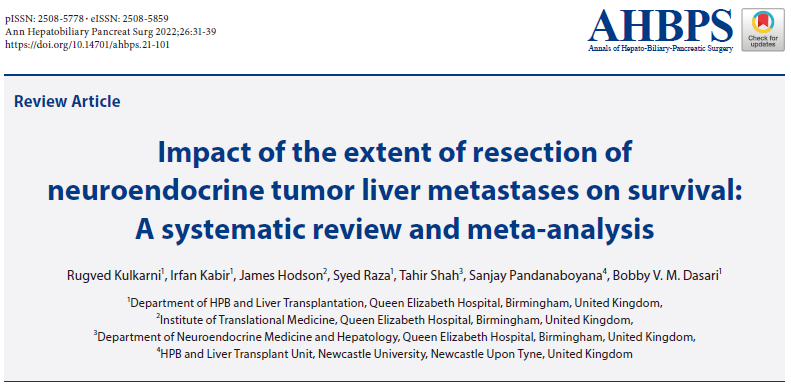 pISSN: 2508-5778 · eISSN: 2508-5859
Ann Hepatobiliary Pancreat Surg 2022;26:31-39
https://doi.org/10.14701/ahbps.21-101
AHBPS
Annals of Hepato-Biliary-Pancreatic Surgery
Check for
updates
Review Article
Impact of the extent of resection of
neuroendocrine tumor liver metastases on survival:
A systematic review and meta-analysis
Rugved Kulkarni1, Irfan Kabir1, James Hodson2, Syed Raza1, Tahir Shah3, Sanjay Pandanaboyana4, Bobby V. M. Dasari1
1Department of HPB and Liver Transplantation, Queen Elizabeth Hospital, Birmingham, United Kingdom,
2Institute of Translational Medicine, Queen Elizabeth Hospital, Birmingham, United Kingdom,
3Department of Neuroendocrine Medicine and Hepatology, Queen Elizabeth Hospital, Birmingham, United Kingdom,
4HPB and Liver Transplant Unit, Newcastle University, Newcastle Upon Tyne, United Kingdom